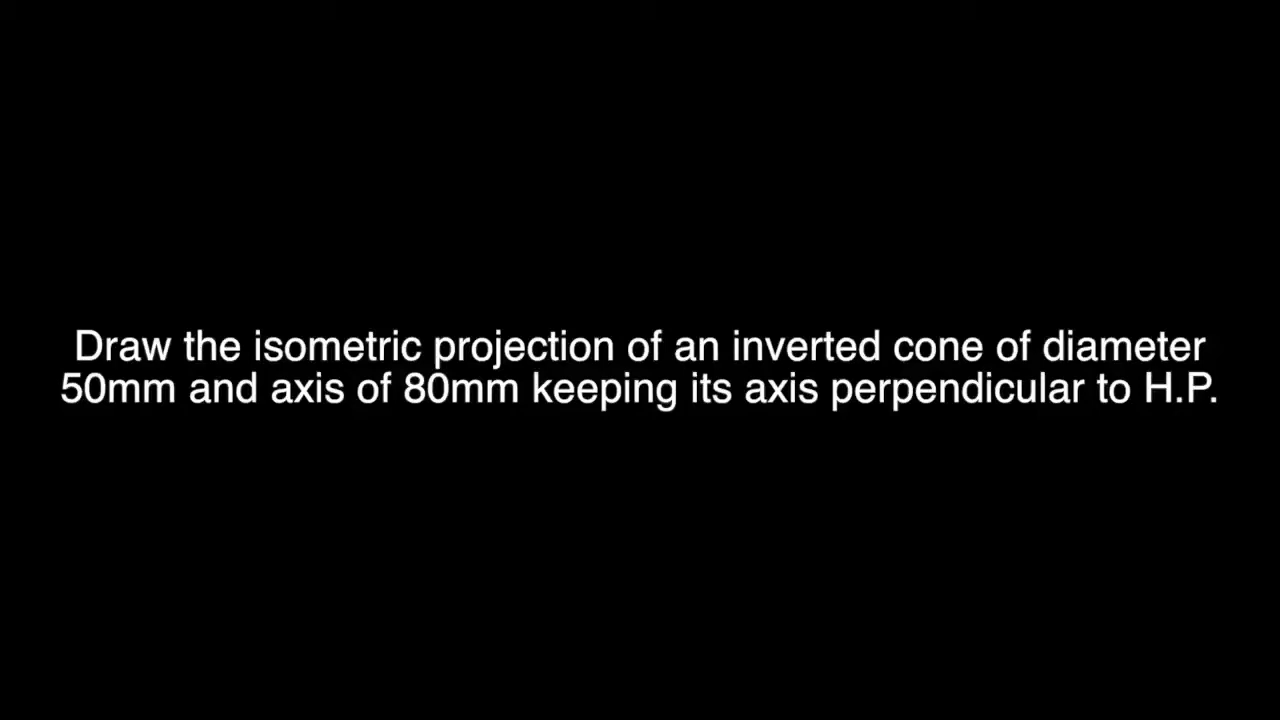 Draw the isometric projection of an inverted cone of diameter
50mm and axis of 80mm keeping its axis perpendicular to H.P.